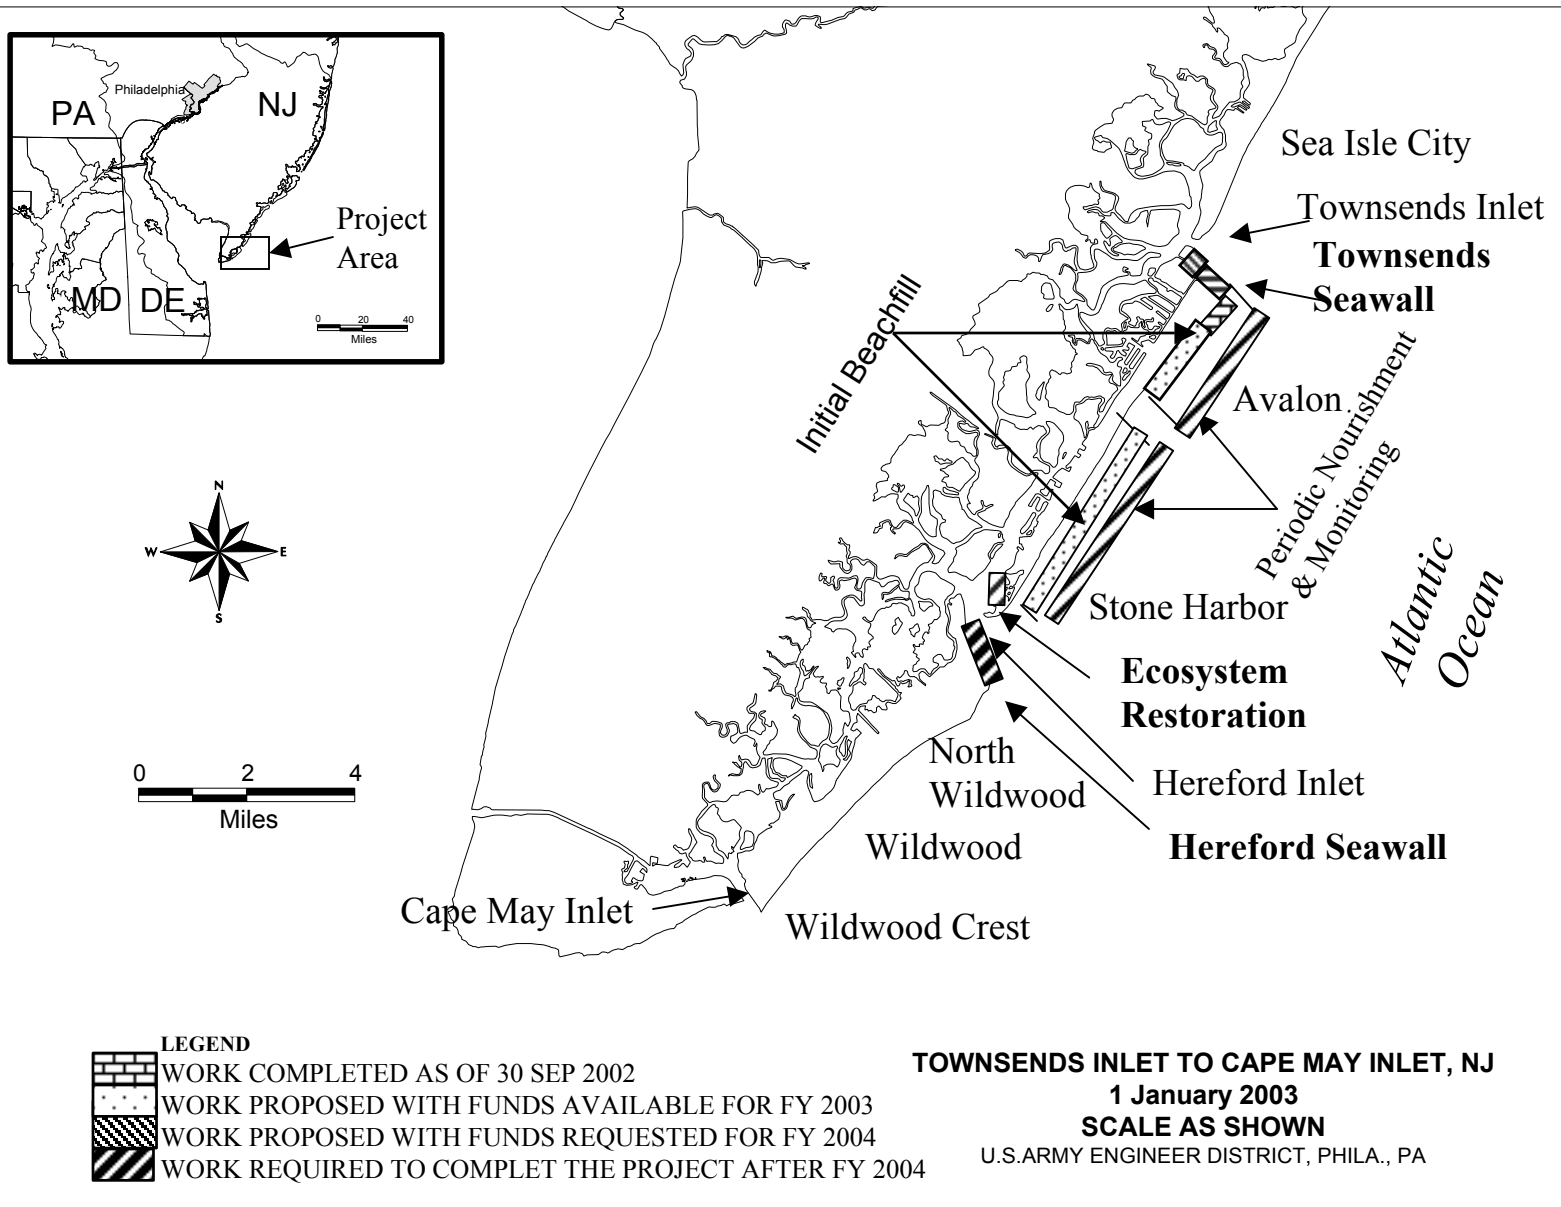 PA
Philadelphia
NJ
Project
Area
MD
DE
0 20 40
Miles
Sea Isle City
Townsends Inlet
Townsends
Seawall
Initial Beachfill
Avalon
Periodic Nourishment
& Monitoring
Atlantic
Ocean
N
W E
S
Stone Harbor
Ecosystem
Restoration
North
Wildwood
Hereford Inlet
0 2 4
Miles
Wildwood
Hereford Seawall
Cape May Inlet
Wildwood Crest
LEGEND
WORK COMPLETED AS OF 30 SEP 2002
WORK PROPOSED WITH FUNDS AVAILABLE FOR FY 2003
WORK PROPOSED WITH FUNDS REQUESTED FOR FY 2004
WORK REQUIRED TO COMPLET THE PROJECT AFTER FY 2004
TOWNSENDS INLET TO CAPE MAY INLET, NJ
1 January 2003
SCALE AS SHOWN
U.S.ARMY ENGINEER DISTRICT, PHILA., PA